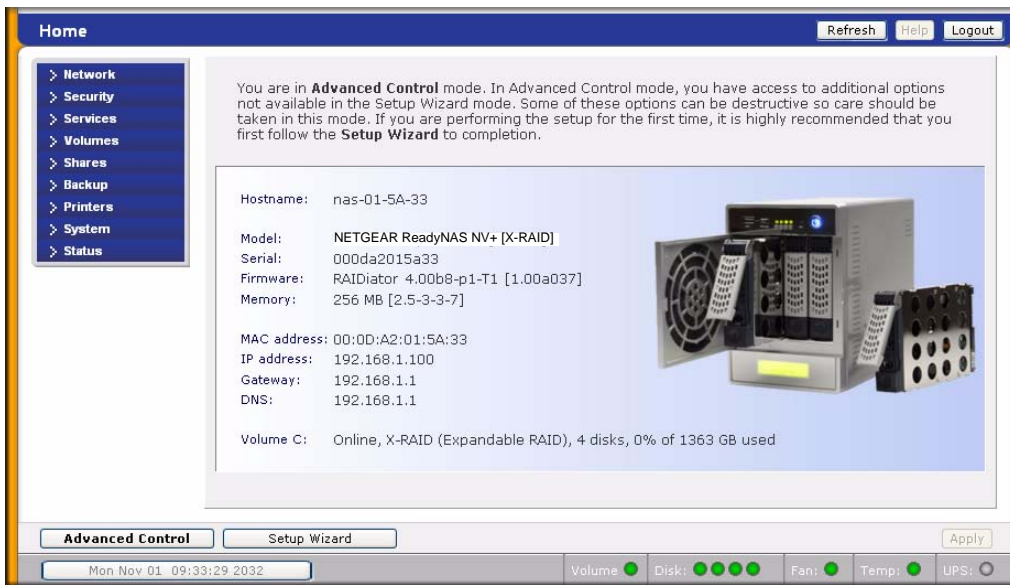 Home
Refresh Help Logout
Network
Security
Services
Volumes
Shares
Backup
Printers
System
Status
You are in Advanced Control mode. In Advanced Control mode, you have access to additional options
not available in the Setup Wizard mode. Some of these options can be destructive so care should be
taken in this mode. If you are performing the setup for the first time, it is highly recommended that you
first follow the Setup Wizard to completion.
Hostname: nas-01-5A-33
Model: NETGEAR ReadyNAS NV+ [X-RAID]
Serial: 000da2015a33
Firmware: RAIDiator 4.00b8-p1-T1 [1.00a037]
Memory: 256 MB [2.5-3-3-7]
MAC address: 00:0D:A2:01:5A:33
IP address: 192.168.1.100
Gateway: 192.168.1.1
DNS: 192.168.1.1
Volume C: Online, X-RAID (Expandable RAID), 4 disks, 0% of 1363 GB used
Advanced Control Setup Wizard Apply
Mon Nov 01 09:33:29 2032 Volume Disk: Fan: Temp: UPS: